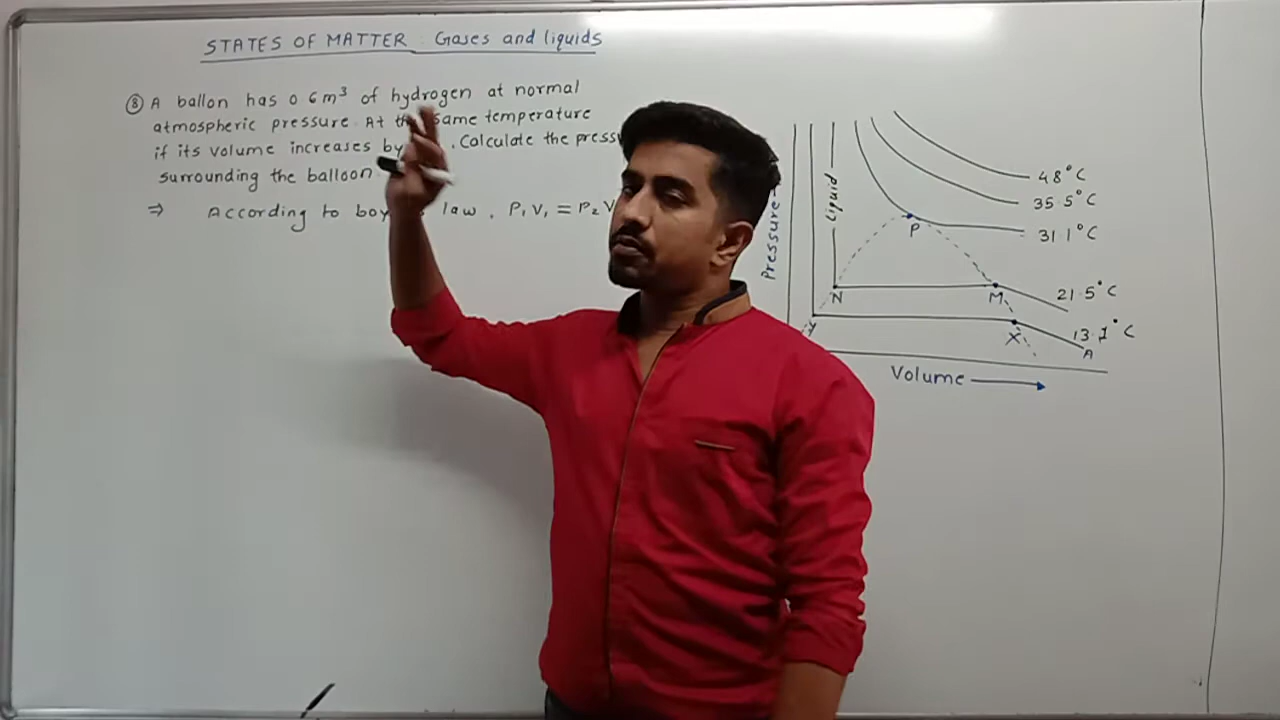 STATES OF MATTER : Gases and liquids
⑧ A ballon has 0.6m³ of hydrogen at normal
atmospheric pressure. At the same temperature
if its volume increases by . Calculate the
surrounding the balloon.
⇒ According to law, P₁V₁ = P₂V
Pressure
Liquid
48°C
35.5°C
31.1°C
P
21.5°C
N
M
13.1°C
Y
X
A
Volume